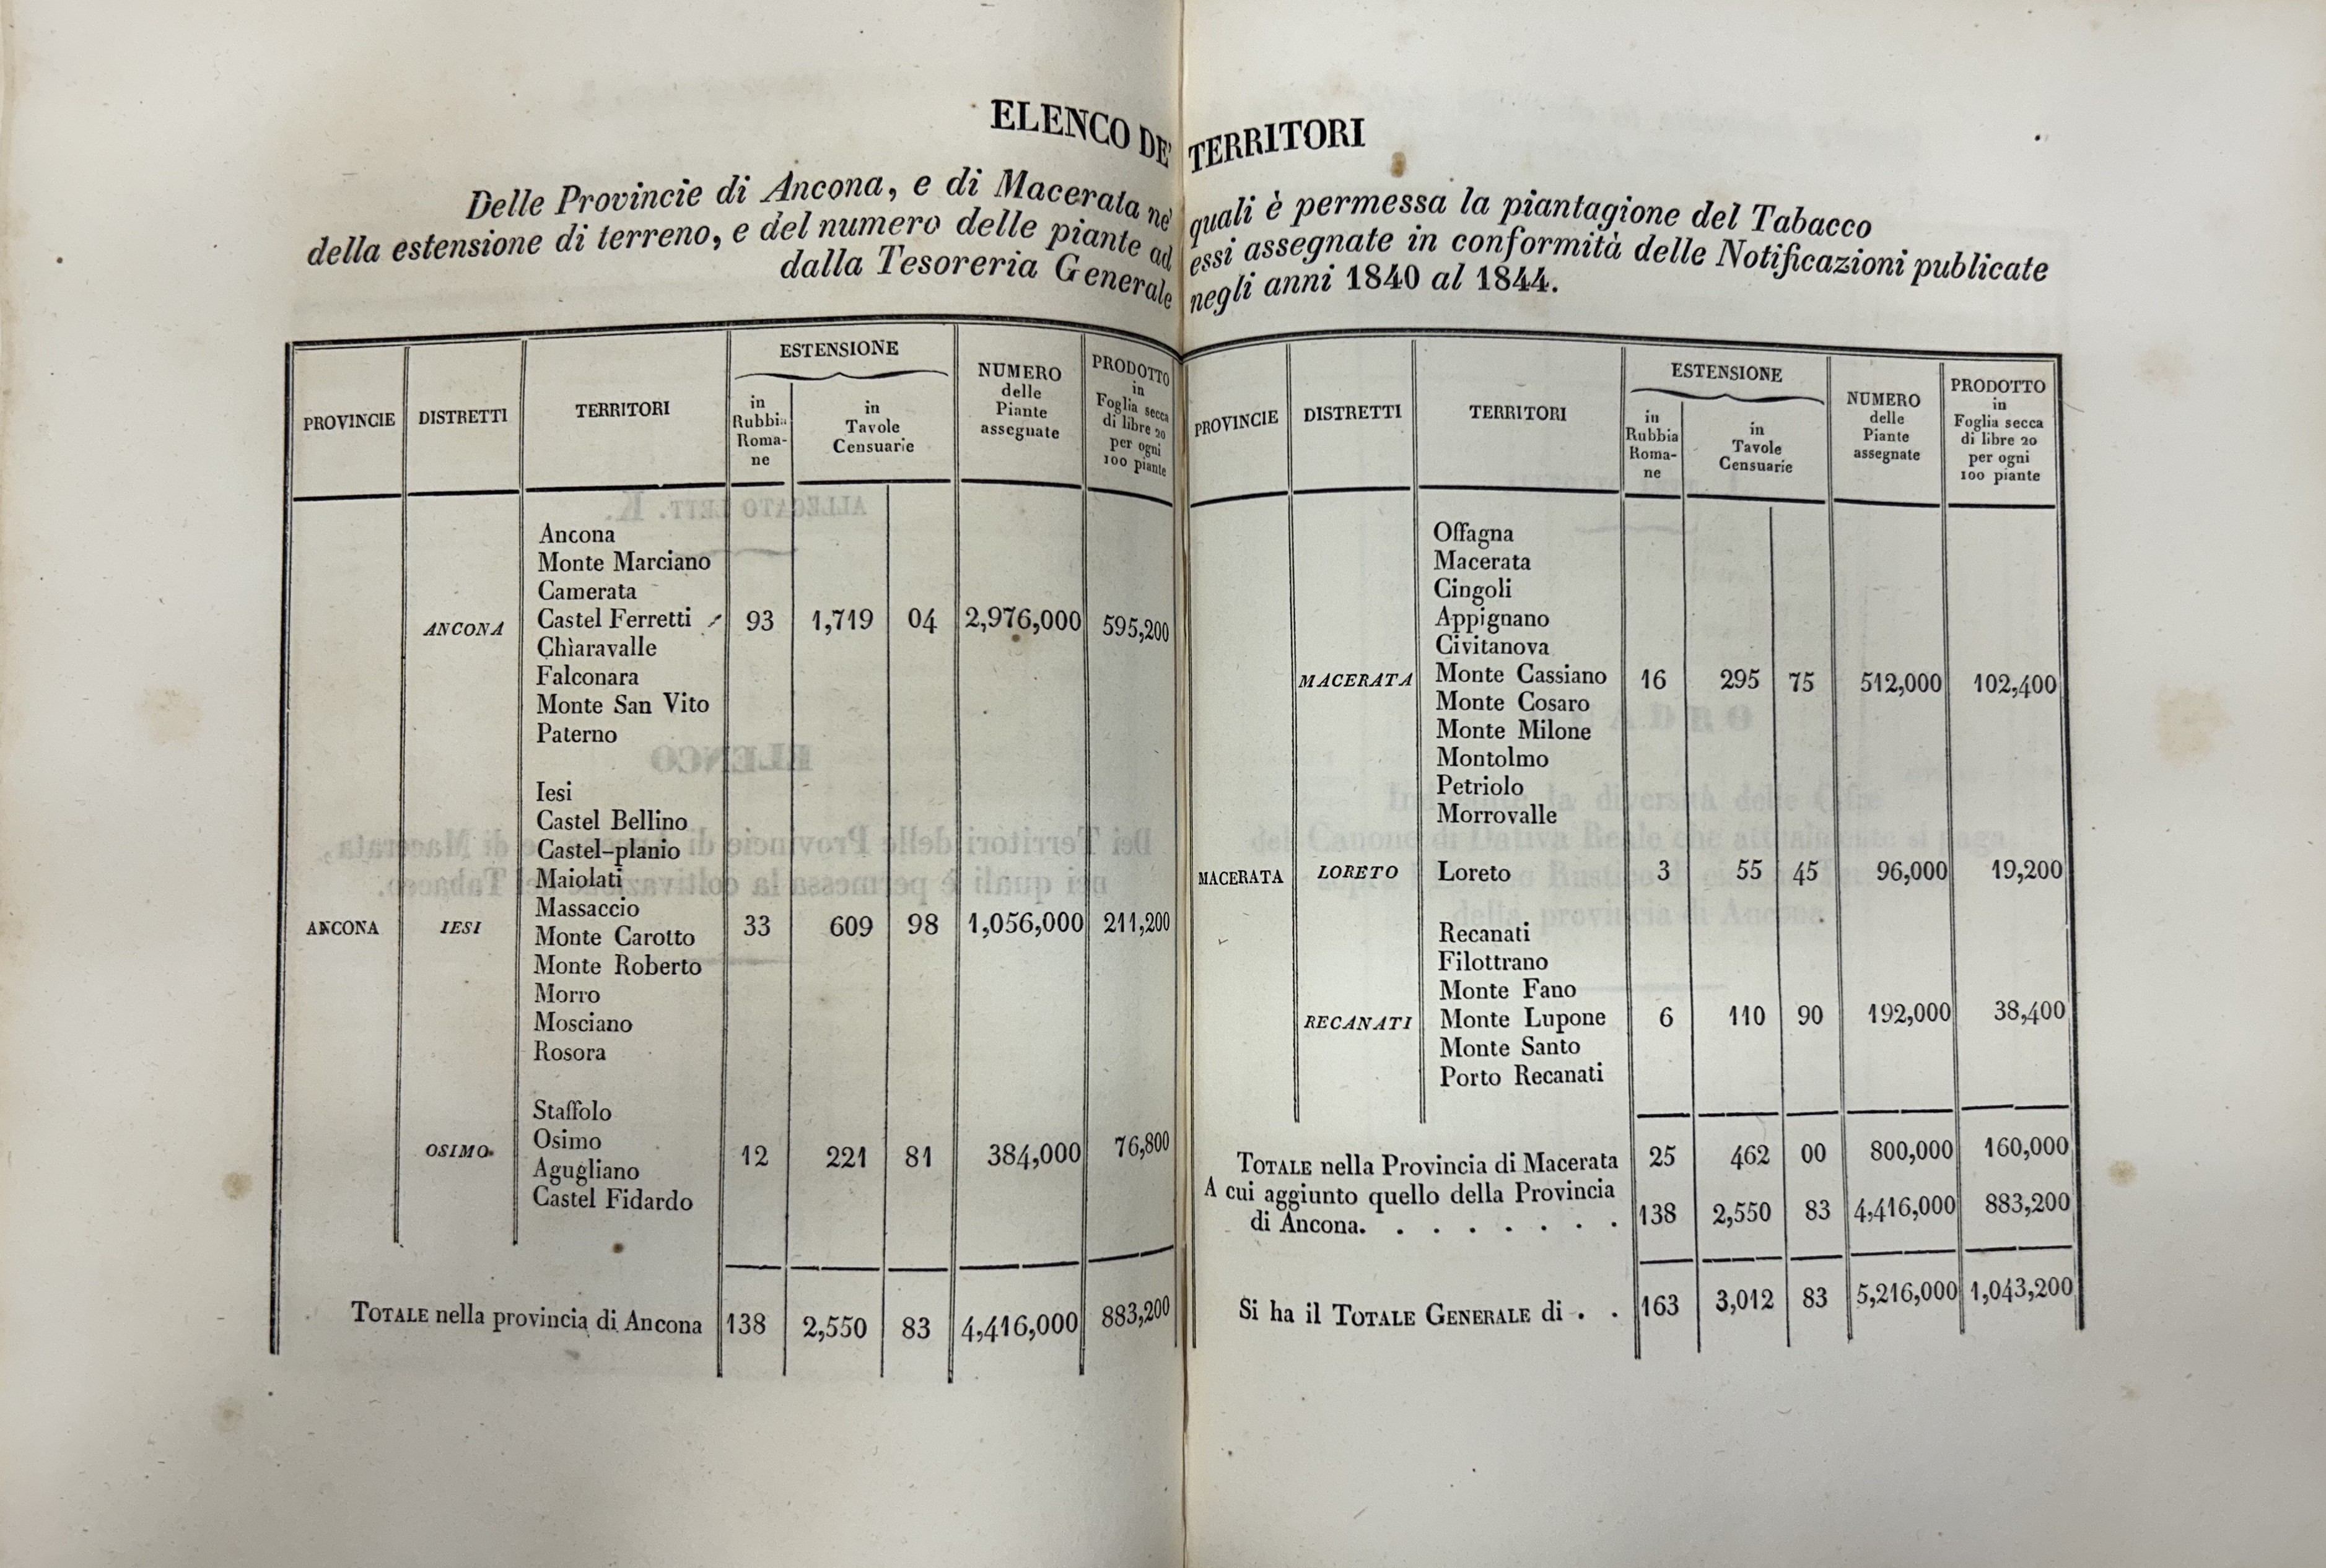 ELENCO DE' TERRITORI
Delle Provincie di Ancona, e di Macerata ne' quali è permessa la piantagione del Tabacco
della estensione di terreno, e del numero delle piante ad essi assegnate in conformità delle Notificazioni publicate
dalla Tesoreria Generale negli anni 1840 al 1844.
PROVINCIE DISTRETTI TERRITORI ESTENSIONE NUMERO PRODOTTO
in Rubbia Romane
in Tavole Censuarie
delle Piante assegnate
in Foglia secca di libre 20 per ogni 100 piante
Ancona
Monte Marciano
Camerata
ANCONA Castel Ferretti 93 1,719 04 2,976,000 595,200
Chiaravalle
Falconara
Monte San Vito
Paterno
Iesi
Castel Bellino
Castel-planio
Maiolati
Massaccio
ANCONA IESI Monte Carotto 33 609 98 1,056,000 211,200
Monte Roberto
Morro
Mosciano
Rosora
Staffolo
OSIMO Osimo 12 221 81 384,000 76,800
Agugliano
Castel Fidardo
TOTALE nella provincia di Ancona 138 2,550 83 4,416,000 883,200
PROVINCIE DISTRETTI TERRITORI ESTENSIONE NUMERO PRODOTTO
in Rubbia Romane
in Tavole Censuarie
delle Piante assegnate
in Foglia secca di libre 20 per ogni 100 piante
Offagna
Macerata
Cingoli
Appignano
Civitanova
MACERATA Monte Cassiano 16 295 75 512,000 102,400
Monte Cosaro
Monte Milone
Montolmo
Petriolo
Morrovalle
MACERATA LORETO Loreto 3 55 45 96,000 19,200
Recanati
Filottrano
Monte Fano
RECANATI Monte Lupone 6 110 90 192,000 38,400
Monte Santo
Porto Recanati
TOTALE nella Provincia di Macerata 25 462 00 800,000 160,000
A cui aggiunto quello della Provincia
di Ancona. . . . . . . . 138 2,550 83 4,416,000 883,200
Si ha il TOTALE GENERALE di . . 163 3,012 83 5,216,000 1,043,200